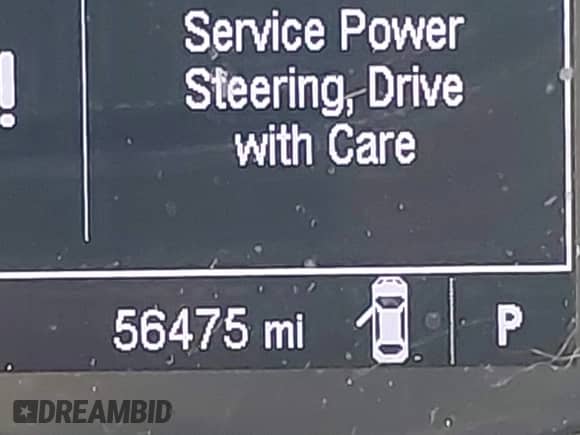 !
Service Power
Steering, Drive
with Care
56475 mi
P
DREAMBID